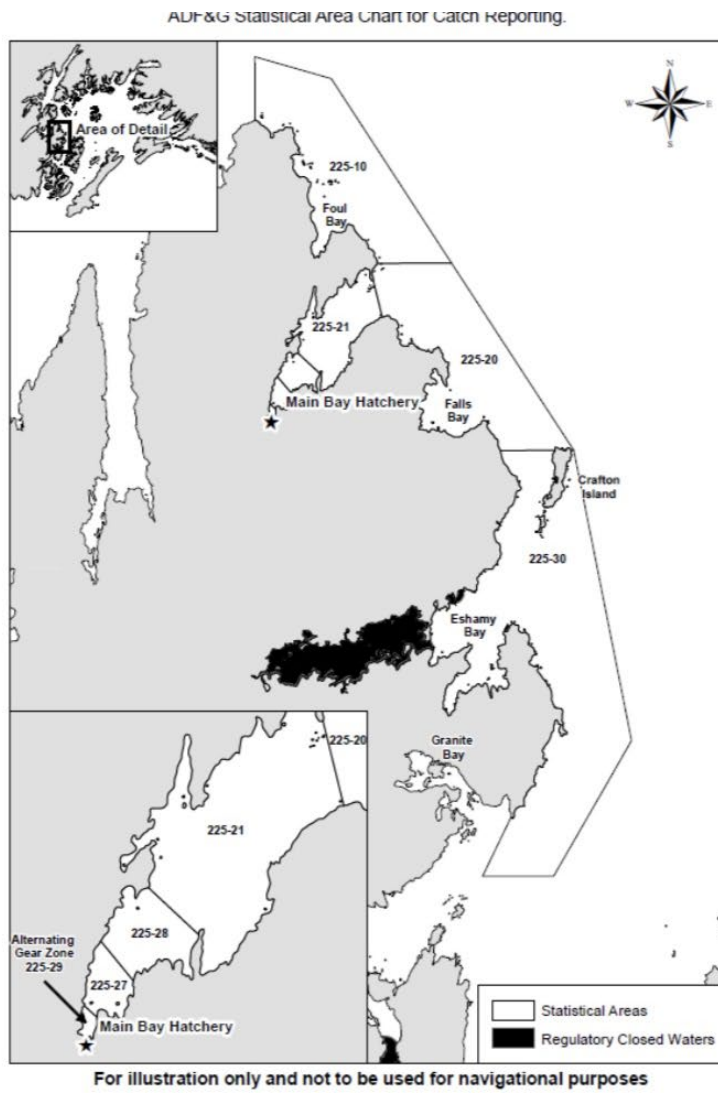 ADF&G Statistical Area Chart for Catch Reporting.
N
W E
S
Area of Detail
225-10
Foul
Bay
225-21
225-20
Main Bay Hatchery
Falls
Bay
Crafton
Island
225-30
Eshamy
Bay
Granite
Bay
225-20
225-21
225-28
Alternating
Gear Zone
225-29
225-27
Main Bay Hatchery
Statistical Areas
Regulatory Closed Waters
For illustration only and not to be used for navigational purposes